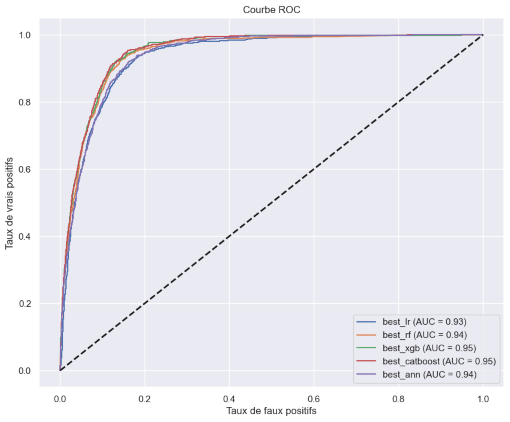 Courbe ROC
Taux de vrais positifs
1.0
0.8
0.6
0.4
0.2
0.0
0.0 0.2 0.4 0.6 0.8 1.0
Taux de faux positifs
best_lr (AUC = 0.93)
best_rf (AUC = 0.94)
best_xgb (AUC = 0.95)
best_catboost (AUC = 0.95)
best_ann (AUC = 0.94)